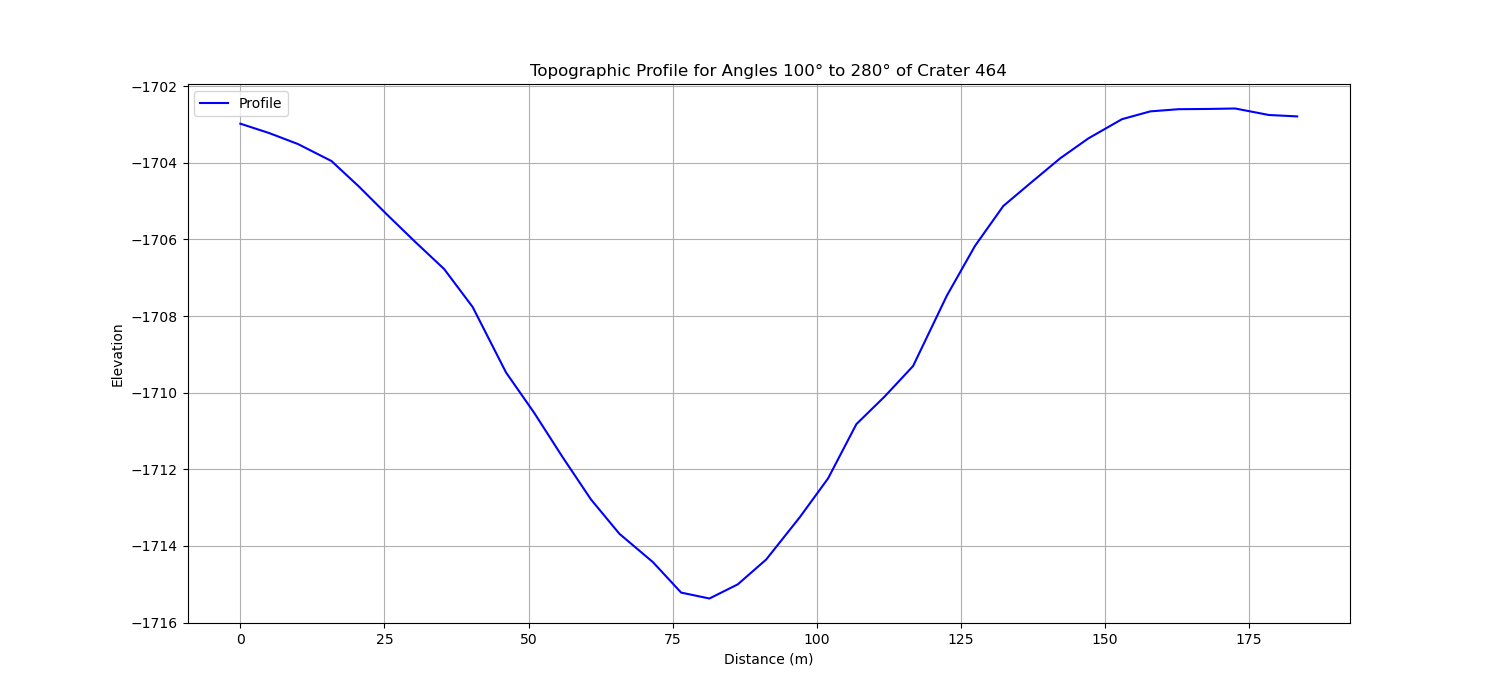 Topographic Profile for Angles 100° to 280° of Crater 464
Profile
−1702
−1704
−1706
−1708
−1710
−1712
−1714
−1716
Elevation
0 25 50 75 100 125 150 175
Distance (m)